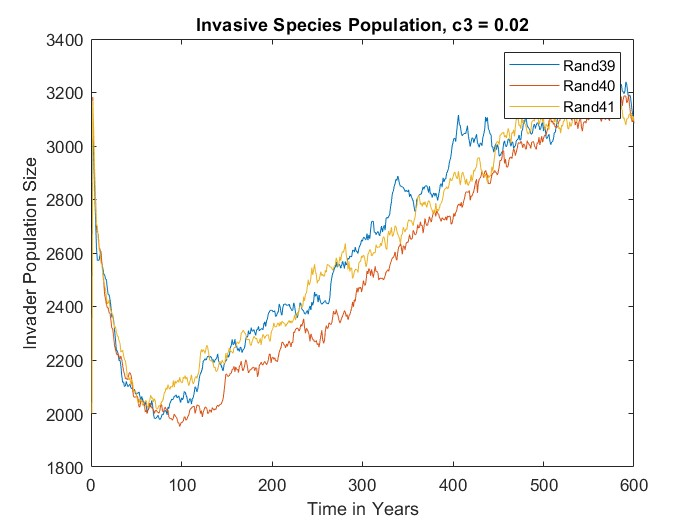 Invasive Species Population, c3 = 0.02
3400
3200
3000
2800
2600
2400
2200
2000
1800
Invader Population Size
Rand39
Rand40
Rand41
0 100 200 300 400 500 600
Time in Years